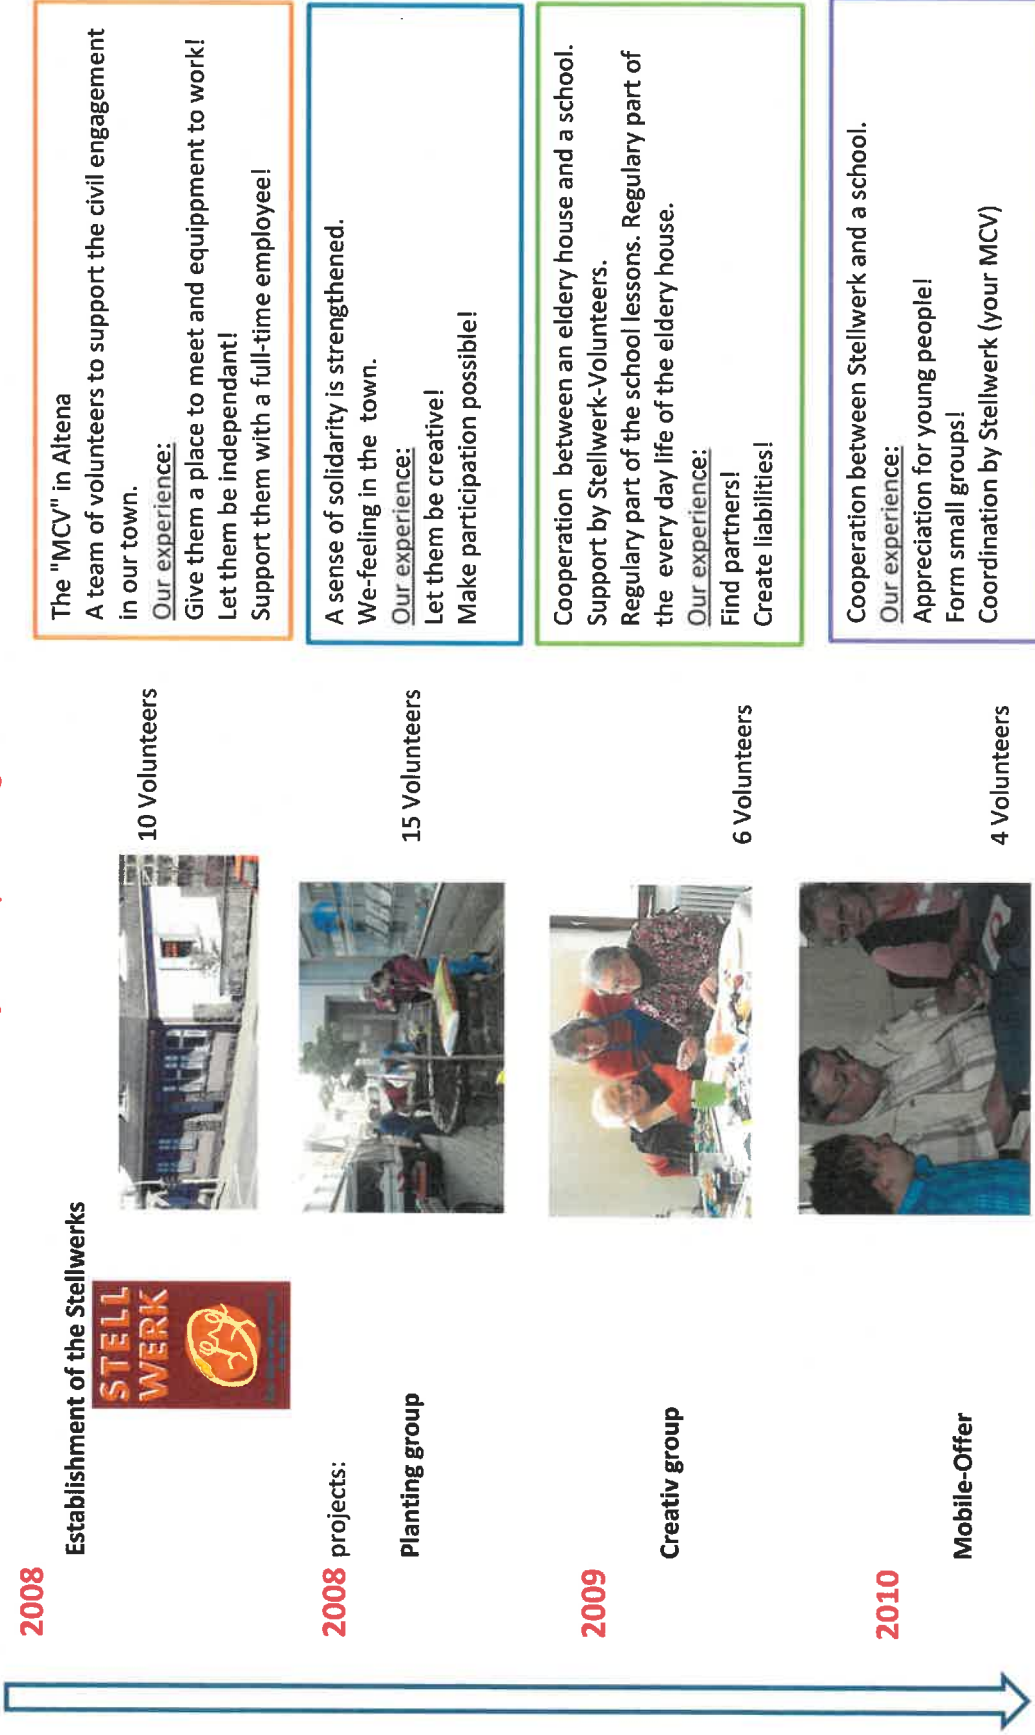 2008
Establishment of the Stellwerks
STELL
WERK
10 Volunteers
The "MCV" in Altena
A team of volunteers to support the civil engagement
in our town.
Our experience:
Give them a place to meet and equippment to work!
Let them be independant!
Support them with a full-time employee!
2008 projects:
Planting group
15 Volunteers
A sense of solidarity is strengthened.
We-feeling in the town.
Our experience:
Let them be creative!
Make participation possible!
2009
Creativ group
6 Volunteers
Cooperation between an eldery house and a school.
Support by Stellwerk-Volunteers.
Regulary part of the school lessons. Regulary part of
the every day life of the eldery house.
Our experience:
Find partners!
Create liabilities!
2010
Mobile-Offer
4 Volunteers
Cooperation between Stellwerk and a school.
Our experience:
Appreciation for young people!
Form small groups!
Coordination by Stellwerk (your MCV)